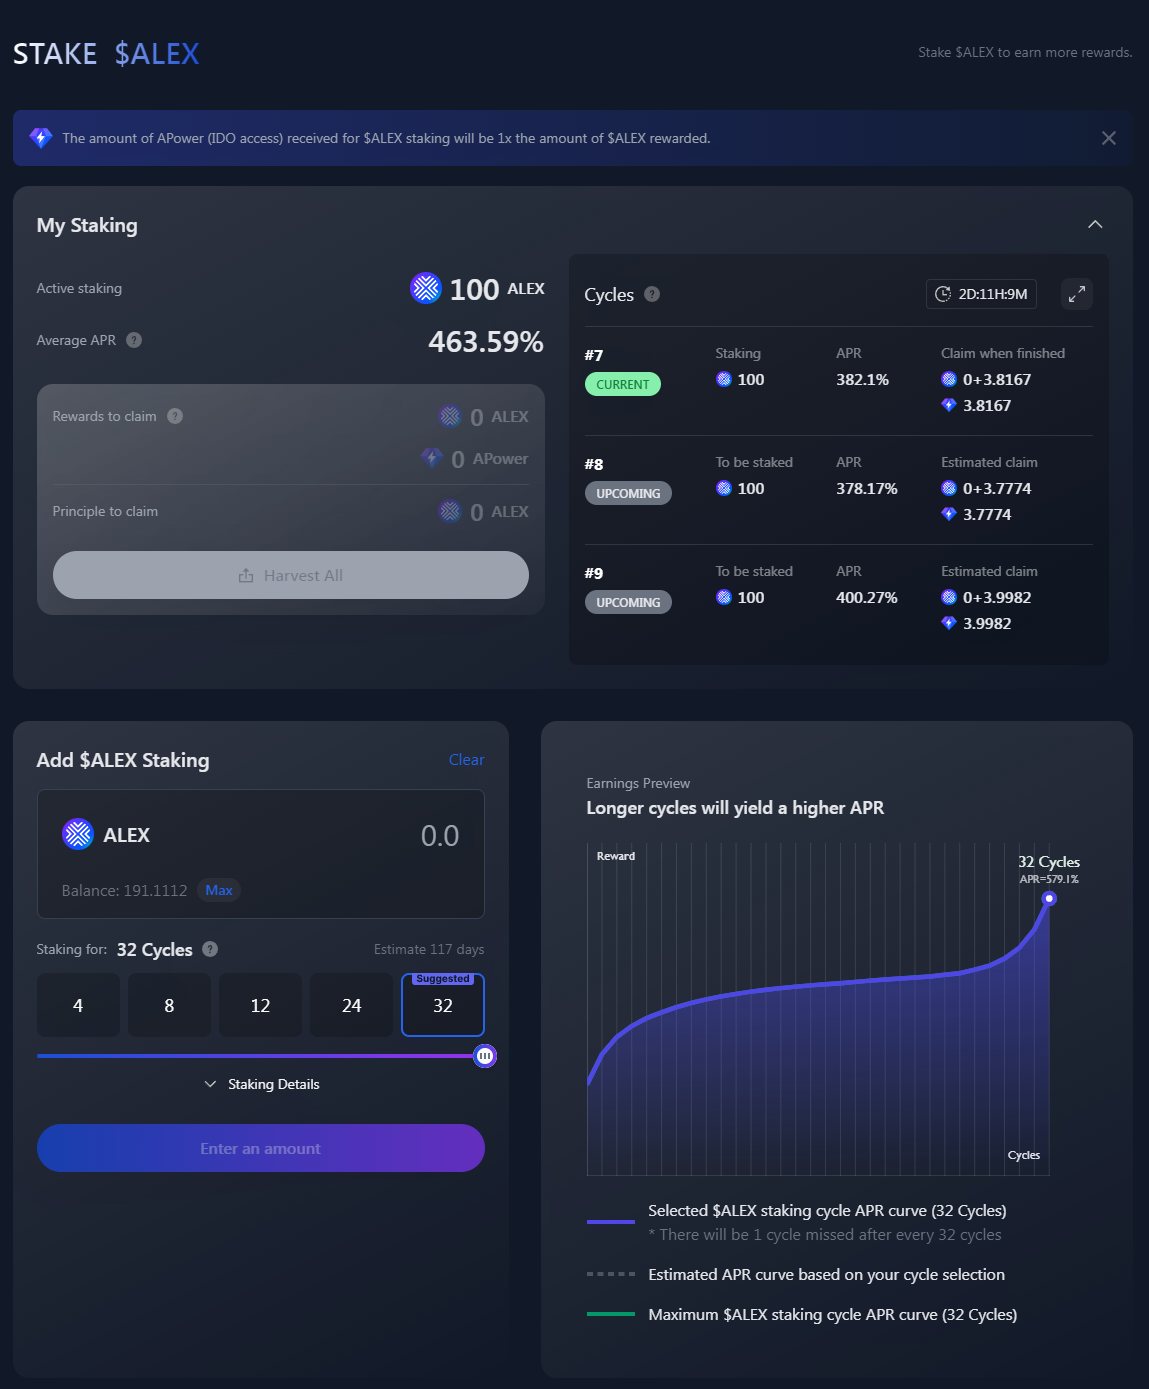 STAKE $ALEX
Stake $ALEX to earn more rewards.
The amount of APower (IDO access) received for $ALEX staking will be 1x the amount of $ALEX rewarded.
My Staking
Active staking
100 ALEX
Average APR ?
463.59%
Rewards to claim ?
0 ALEX
0 APower
Principle to claim
0 ALEX
Harvest All
Cycles ?
2D:11H:9M
#7
CURRENT
Staking
100
APR
382.1%
Claim when finished
0+3.8167
3.8167
#8
UPCOMING
To be staked
100
APR
378.17%
Estimated claim
0+3.7774
3.7774
#9
UPCOMING
To be staked
100
APR
400.27%
Estimated claim
0+3.9982
3.9982
Add $ALEX Staking
Clear
ALEX
0.0
Balance: 191.1112 Max
Staking for: 32 Cycles ?
Estimate 117 days
4
8
12
24
Suggested
32
Staking Details
Enter an amount
Earnings Preview
Longer cycles will yield a higher APR
Reward
32 Cycles
APR=579.1%
Cycles
Selected $ALEX staking cycle APR curve (32 Cycles)
* There will be 1 cycle missed after every 32 cycles
Estimated APR curve based on your cycle selection
Maximum $ALEX staking cycle APR curve (32 Cycles)